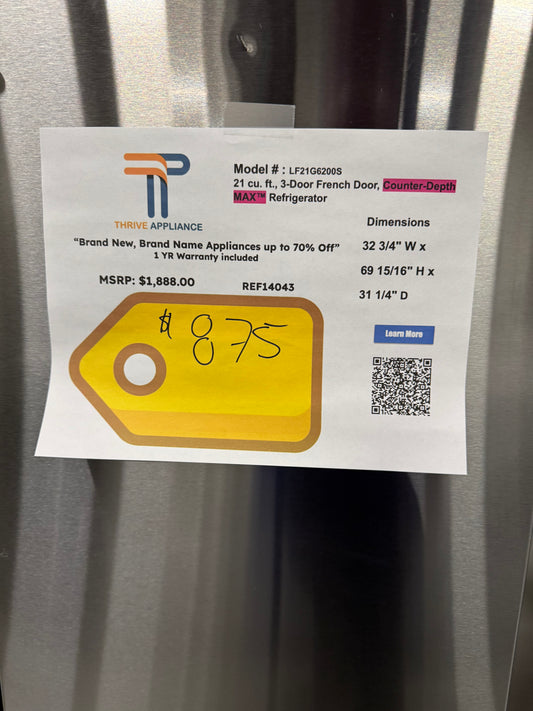 Model # : LF21G6200S
21 cu. ft., 3-Door French Door, Counter-Depth
MAX™ Refrigerator
THRIVE APPLIANCE
"Brand New, Brand Name Appliances up to 70% Off"
1 YR Warranty included
MSRP: $1,888.00
REF14043
Dimensions
32 3/4" W x
69 15/16" H x
31 1/4" D
$ 875
Learn More